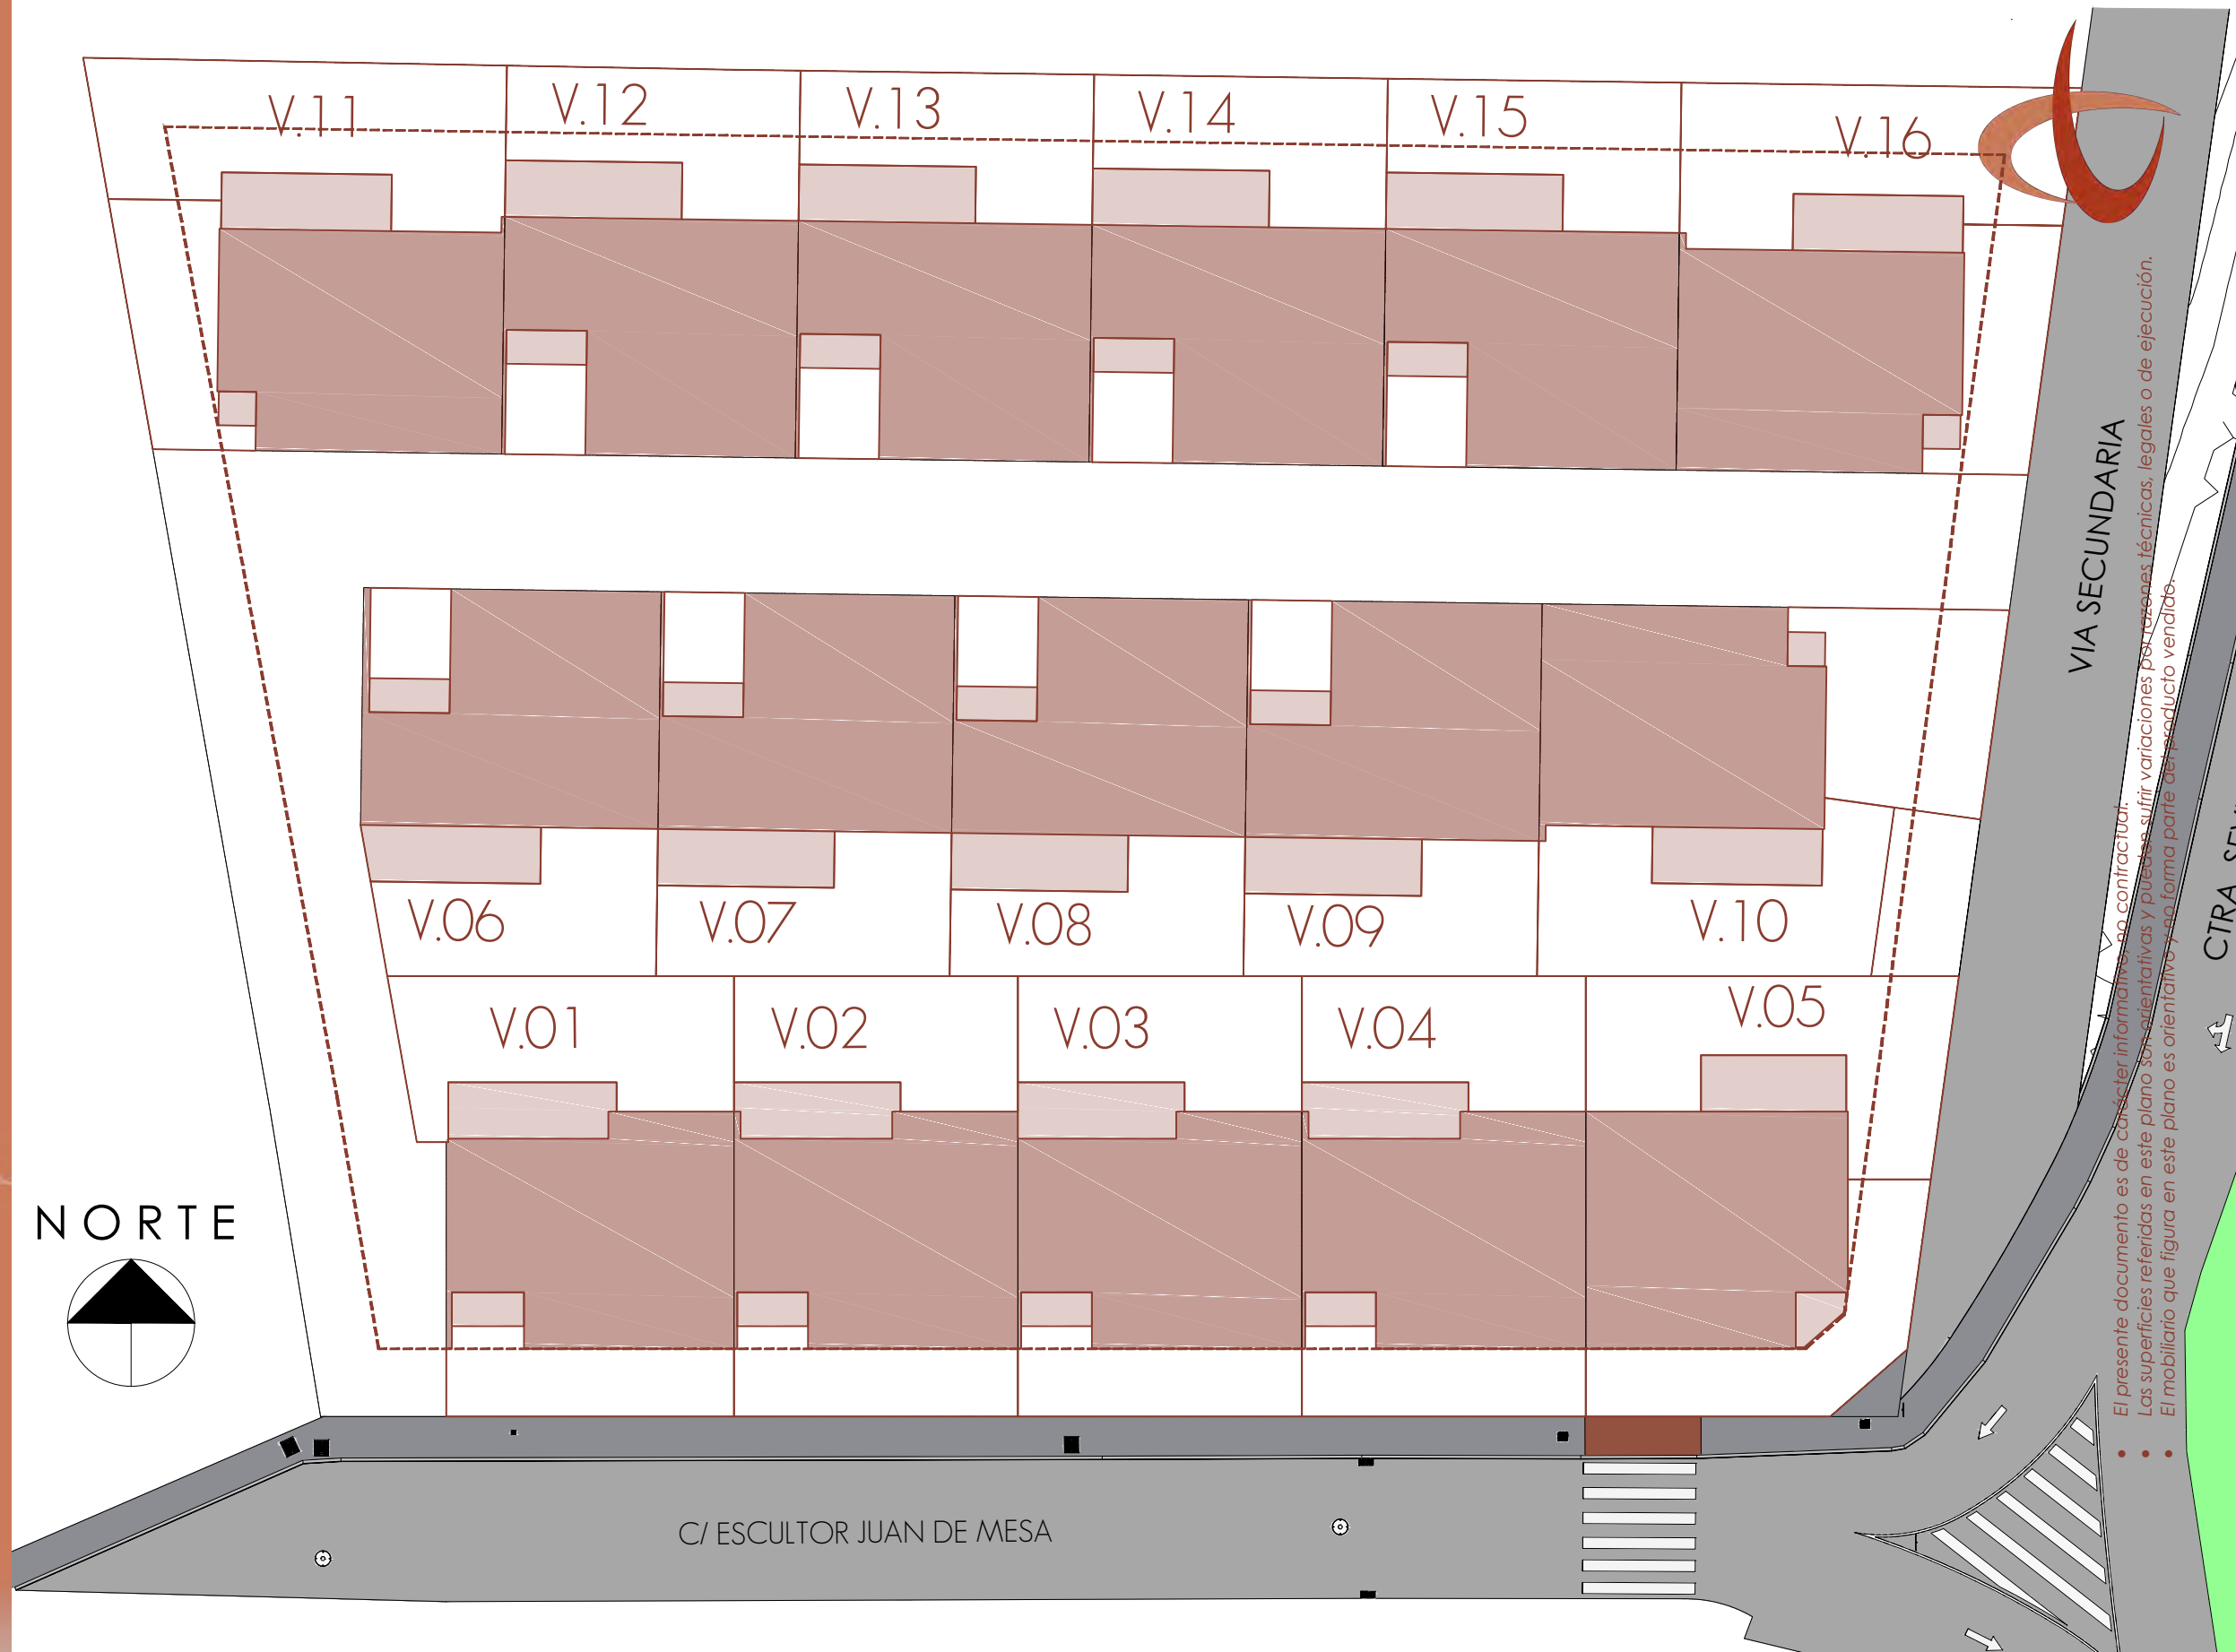 V.11
V.12
V.13
V.14
V.15
V.16
VIA SECUNDARIA
V.06
V.07
V.08
V.09
V.10
V.01
V.02
V.03
V.04
V.05
NORTE
C/ ESCULTOR JUAN DE MESA
CTRA
• El presente documento es de carácter informativo, no contractual.
• Las superficies referidas en este plano son orientativas y pueden sufrir variaciones por razones técnicas, legales o de ejecución.
• El mobiliario que figura en este plano es orientativo y no forma parte del producto vendido.